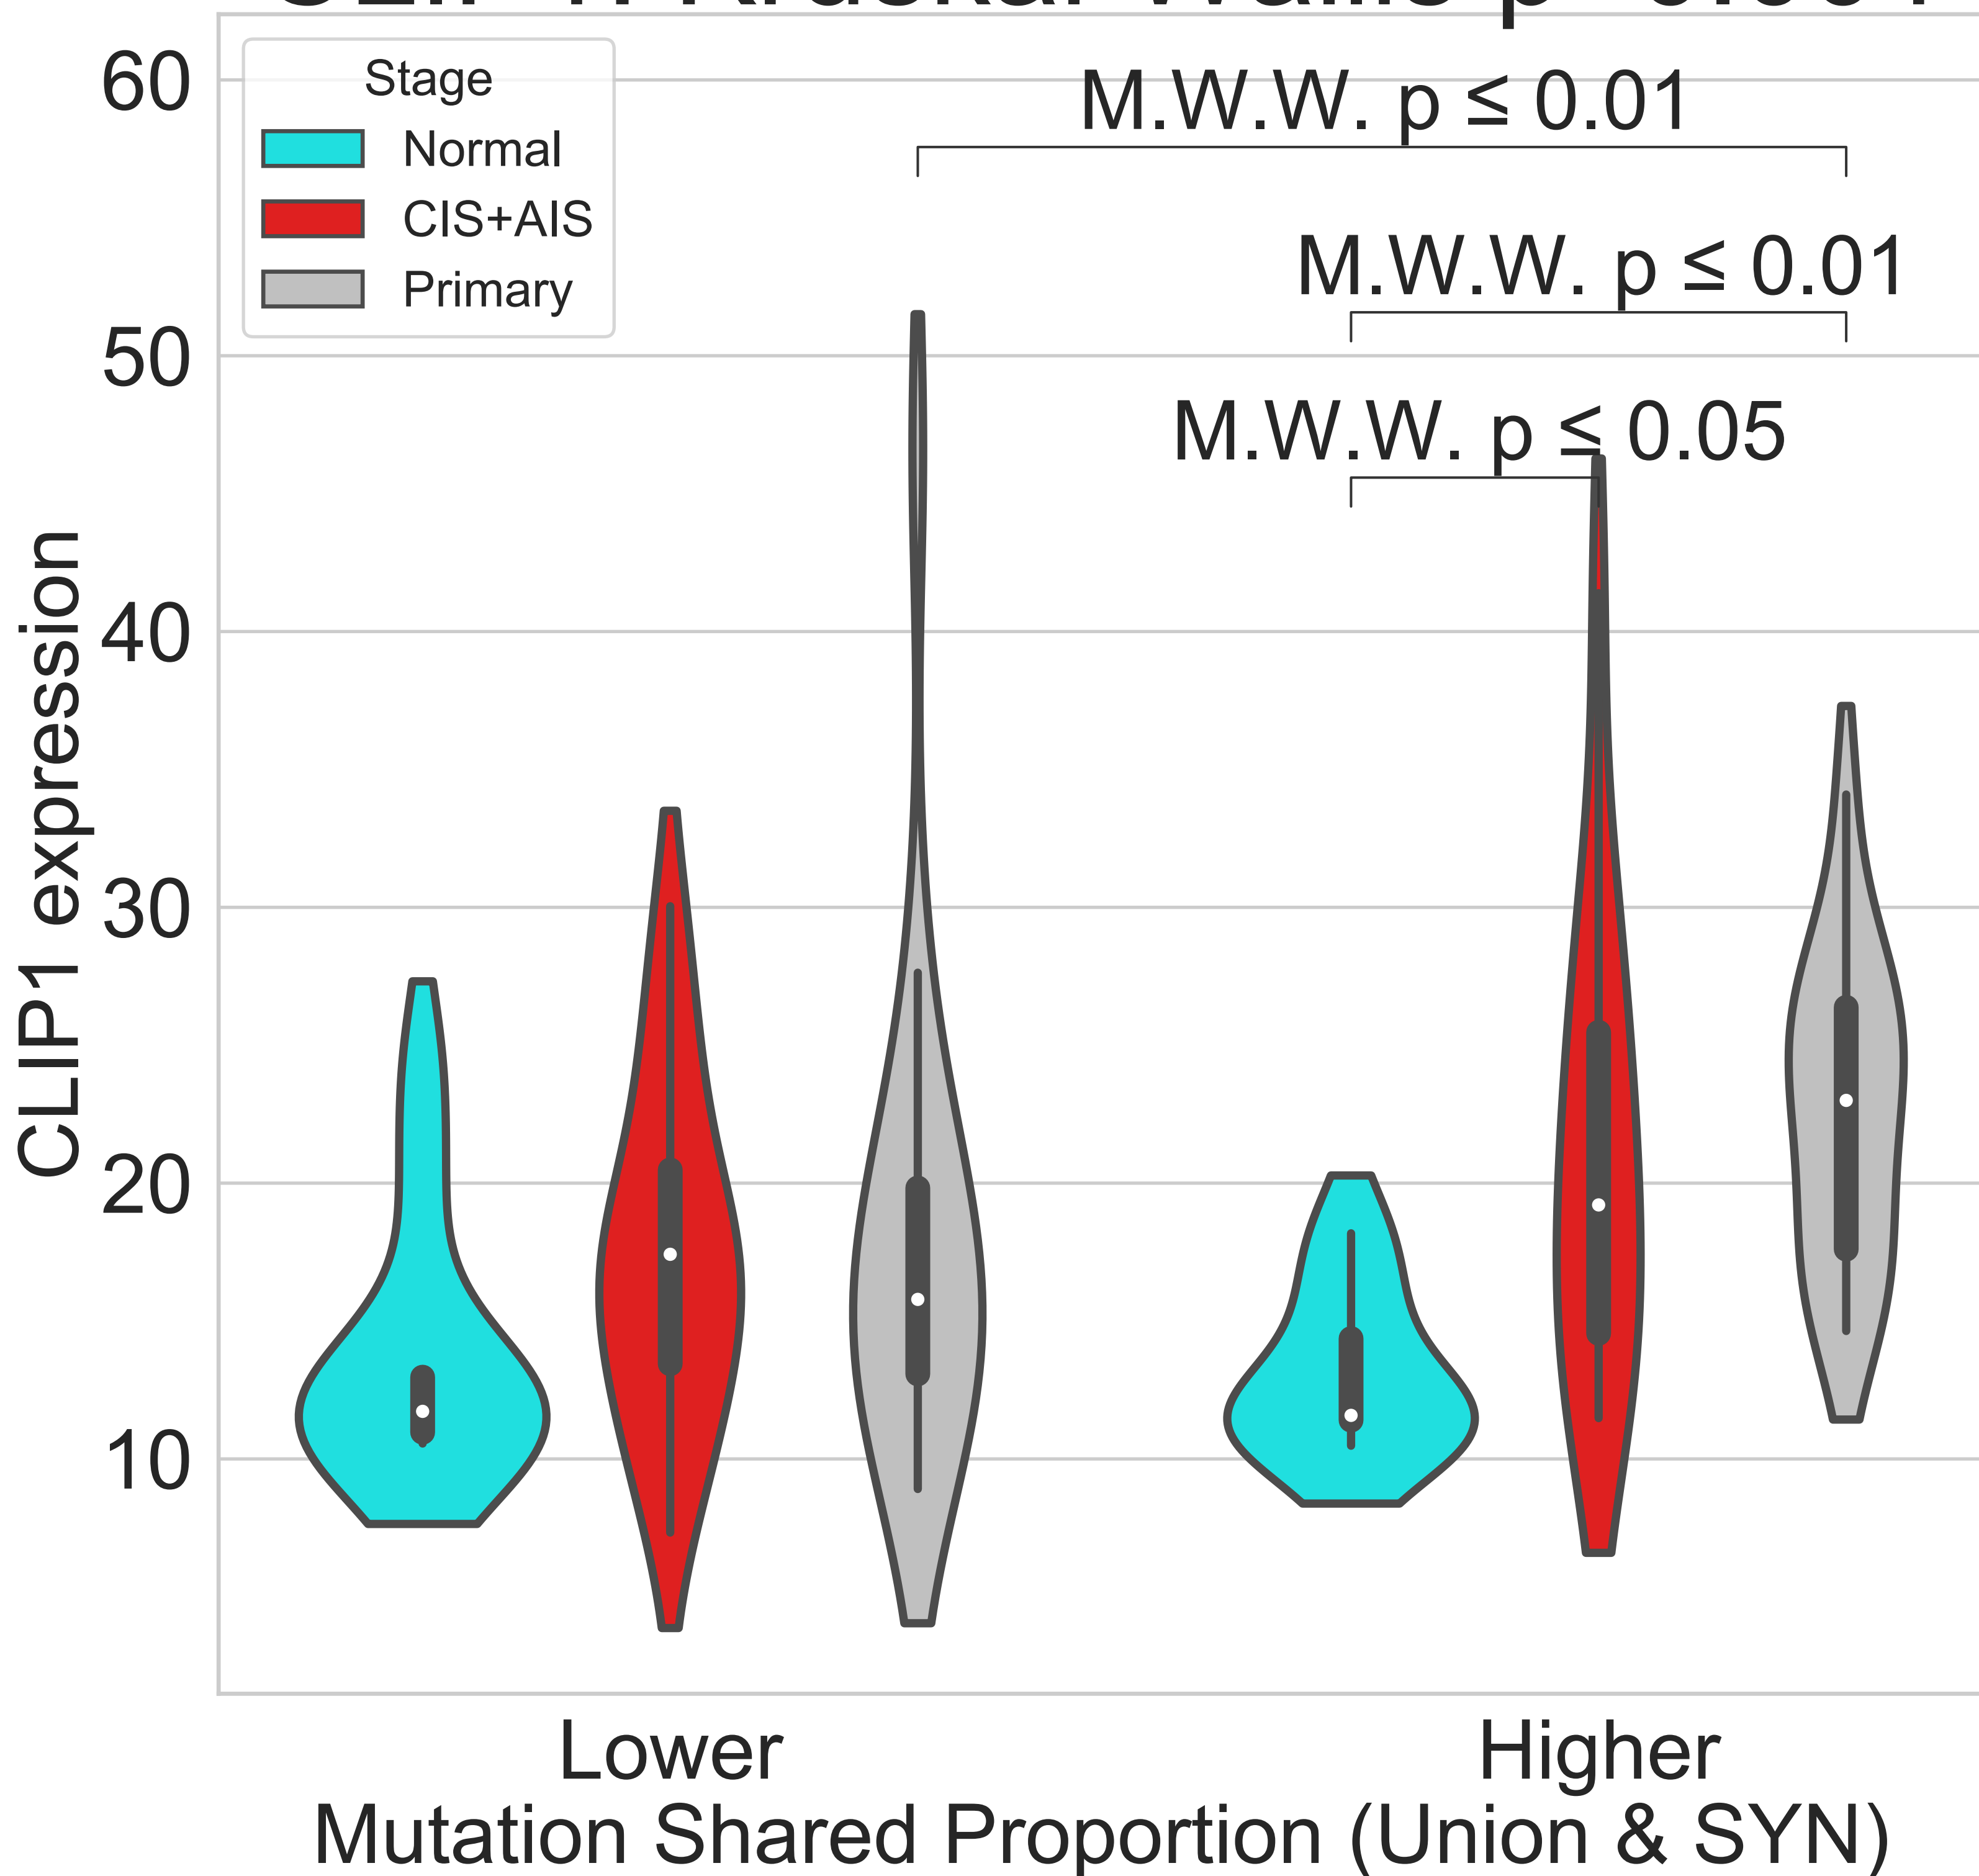 60
50
40
30
20
10
CLIP1 expression
Stage
Normal
CIS+AIS
Primary
M.W.W. p ≤ 0.01
M.W.W. p ≤ 0.01
M.W.W. p ≤ 0.05
Lower
Higher
Mutation Shared Proportion (Union & SYN)